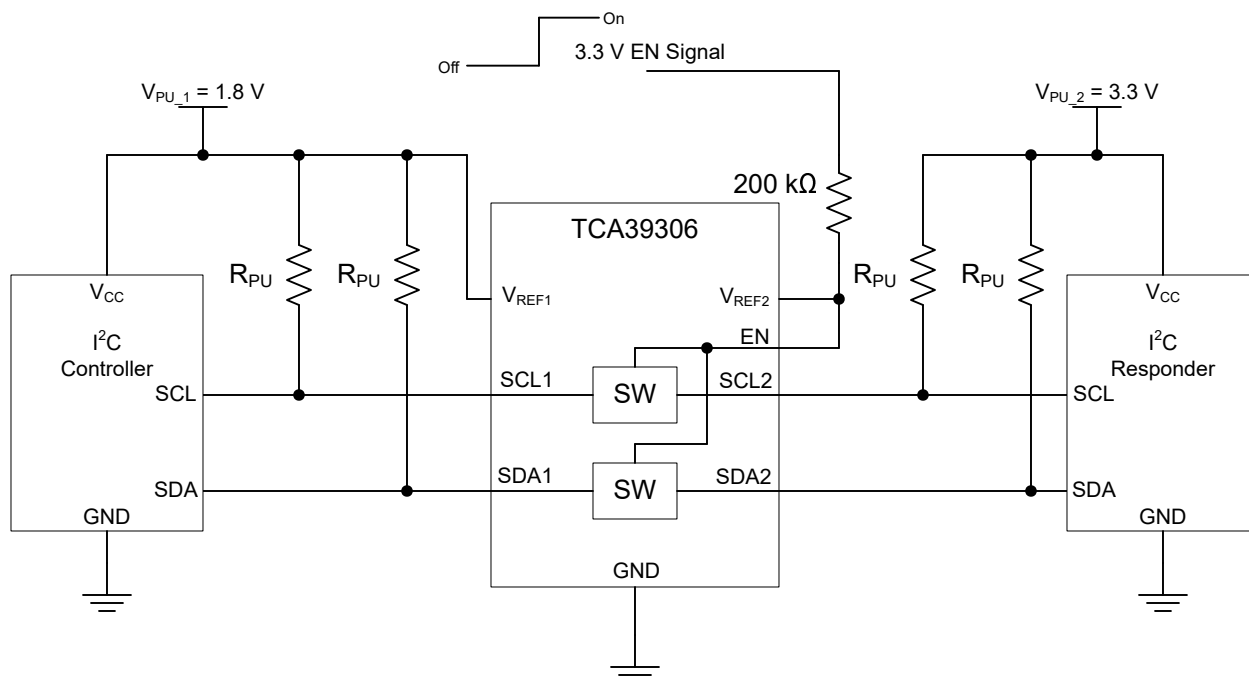 On
Off
3.3 V EN Signal
V_PU_1 = 1.8 V
V_PU_2 = 3.3 V
200 kΩ
TCA39306
R_PU
R_PU
R_PU
R_PU
V_CC
V_REF1
V_REF2
V_CC
I²C
Controller
EN
I²C
Responder
SCL
SCL1
SW
SCL2
SCL
SDA
SDA1
SW
SDA2
SDA
GND
GND
GND